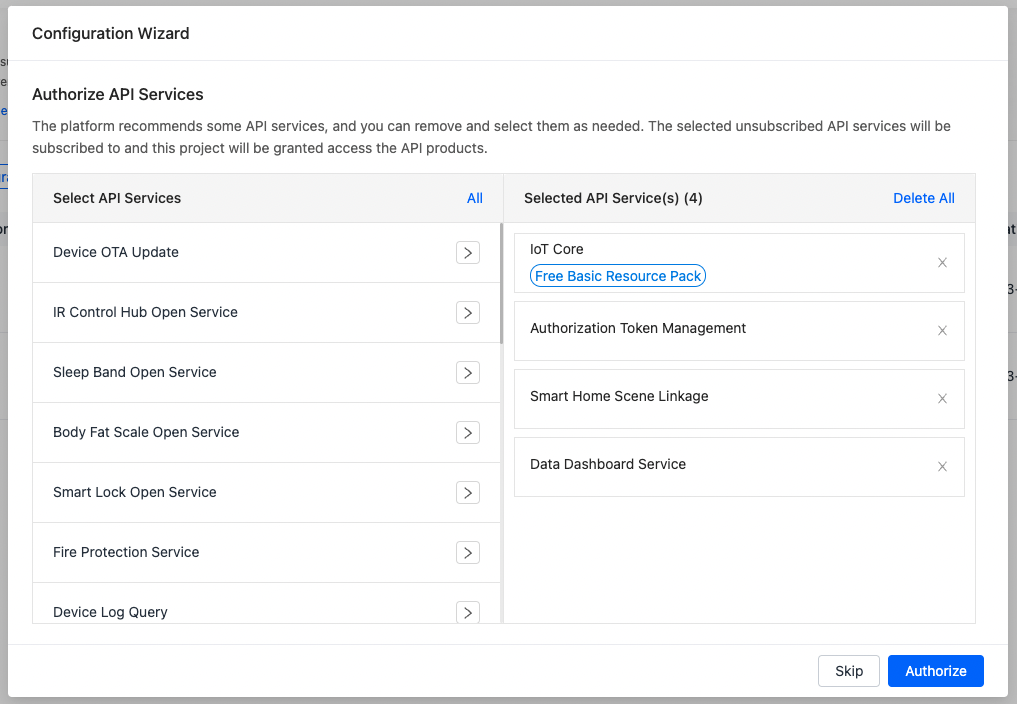 Configuration Wizard
Authorize API Services
The platform recommends some API services, and you can remove and select them as needed. The selected unsubscribed API services will be
subscribed to and this project will be granted access the API products.
Select API Services
All
Device OTA Update
IR Control Hub Open Service
Sleep Band Open Service
Body Fat Scale Open Service
Smart Lock Open Service
Fire Protection Service
Device Log Query
Selected API Service(s) (4)
Delete All
IoT Core
Free Basic Resource Pack
Authorization Token Management
Smart Home Scene Linkage
Data Dashboard Service
Skip
Authorize